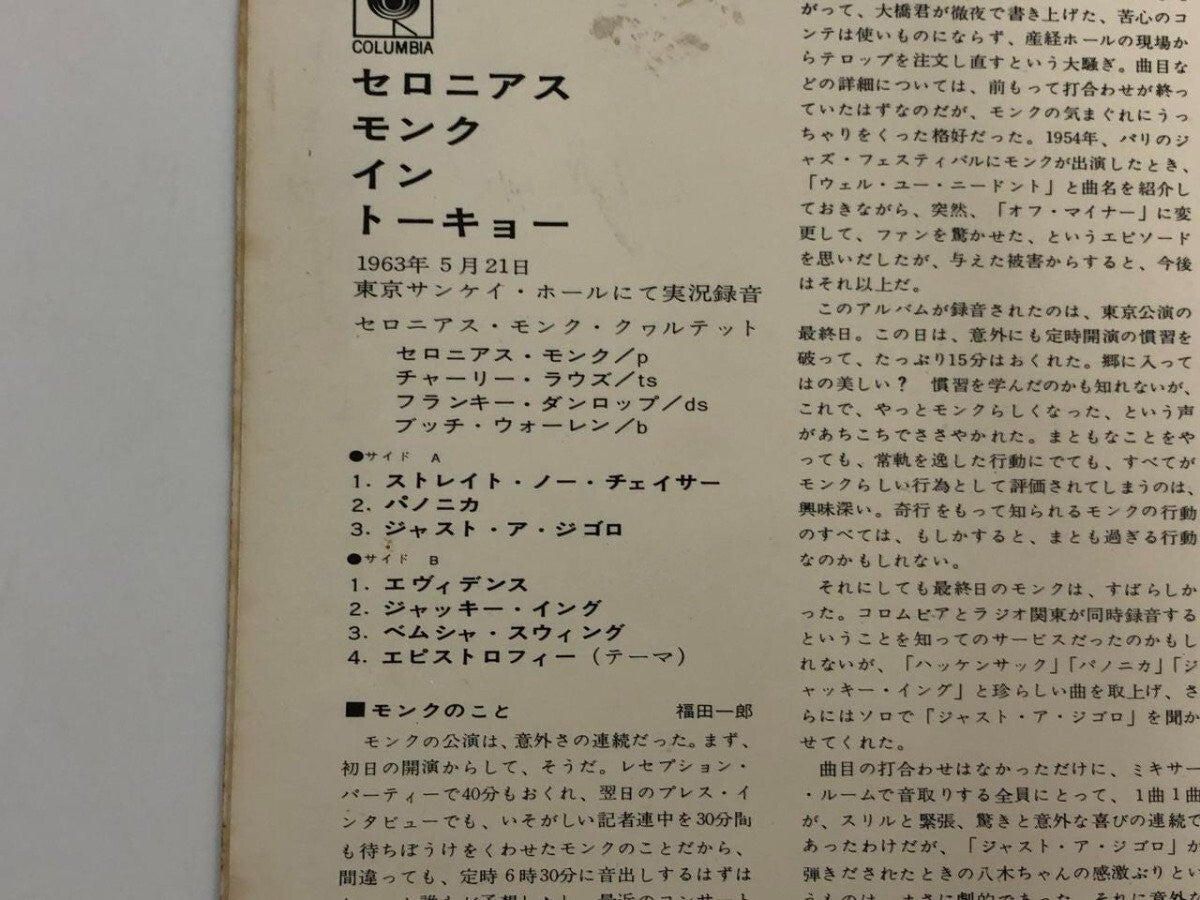 COLUMBIA
セロニアス
モンク
イン
トーキョー
1963年 5月21日
東京サンケイ・ホールにて実況録音
セロニアス・モンク・クヮルテット
セロニアス・モンク/p
チャーリー・ラウズ/ts
フランキー・ダンロップ/ds
ブッチ・ウォーレン/b
●サイド A
1. ストレイト・ノー・チェイサー
2. パノニカ
3. ジャスト・ア・ジゴロ
●サイド B
1. エヴィデンス
2. ジャッキー・イング
3. ベムシャ・スウィング
4. エピストロフィー(テーマ)
■モンクのこと 福田一郎
モンクの公演は、意外さの連続だった。まず、
初日の開演からして、そうだ。レセプション・
パーティーで40分もおくれ、翌日のプレス・イ
ンタビューでも、いそがしい記者連中を30分間
も待ちぼうけをくわせたモンクのことだから、
間違っても、定時6時30分に音出しするはずは
がって、大橋君が徹夜で書き上げた、苦心のコ
ンテは使いものにならず、産経ホールの現場か
らテロップを注文し直すという大騒ぎ。曲目な
どの詳細については、前もって打合わせが終っ
ていたはずなのだが、モンクの気まぐれにうっ
ちゃりをくった格好だった。1954年、パリのジ
ャズ・フェスティバルにモンクが出演したとき、
「ウェル・ユー・ニードント」と曲名を紹介し
ておきながら、突然、「オフ・マイナー」に変
更して、ファンを驚かせた、というエピソード
を思いだしたが、与えた被害からすると、今後
はそれ以上だ。
このアルバムが録音されたのは、東京公演の
最終日。この日は、意外にも定時開演の慣習を
破って、たっぷり15分はおくれた。郷に入って
はの美しい? 慣習を学んだのかも知れないが、
これで、やっとモンクらしくなった、という声
があちこちでささやかれた。まともなことをや
っても、常軌を逸した行動にでても、すべてが
モンクらしい行為として評価されてしまうのは、
興味深い。奇行をもって知られるモンクの行動
のすべては、もしかすると、まとも過ぎる行動
なのかもしれない。
それにしても最終日のモンクは、すばらしか
った。コロムビアとラジオ関東が同時録音する
ということを知ってのサービスだったのかもし
れないが、「ハッケンサック」「パノニカ」「ジ
ャッキー・イング」と珍らしい曲を取上げ、さ
らにはソロで「ジャスト・ア・ジゴロ」を聞か
せてくれた。
曲目の打合わせはなかっただけに、ミキサー
・ルームで音取りする全員にとって、1曲1曲
が、スリルと緊張、驚きと意外な喜びの連続で
あったわけだが、「ジャスト・ア・ジゴロ」が
弾きだされたときの八木ちゃんの感激ぶりとい